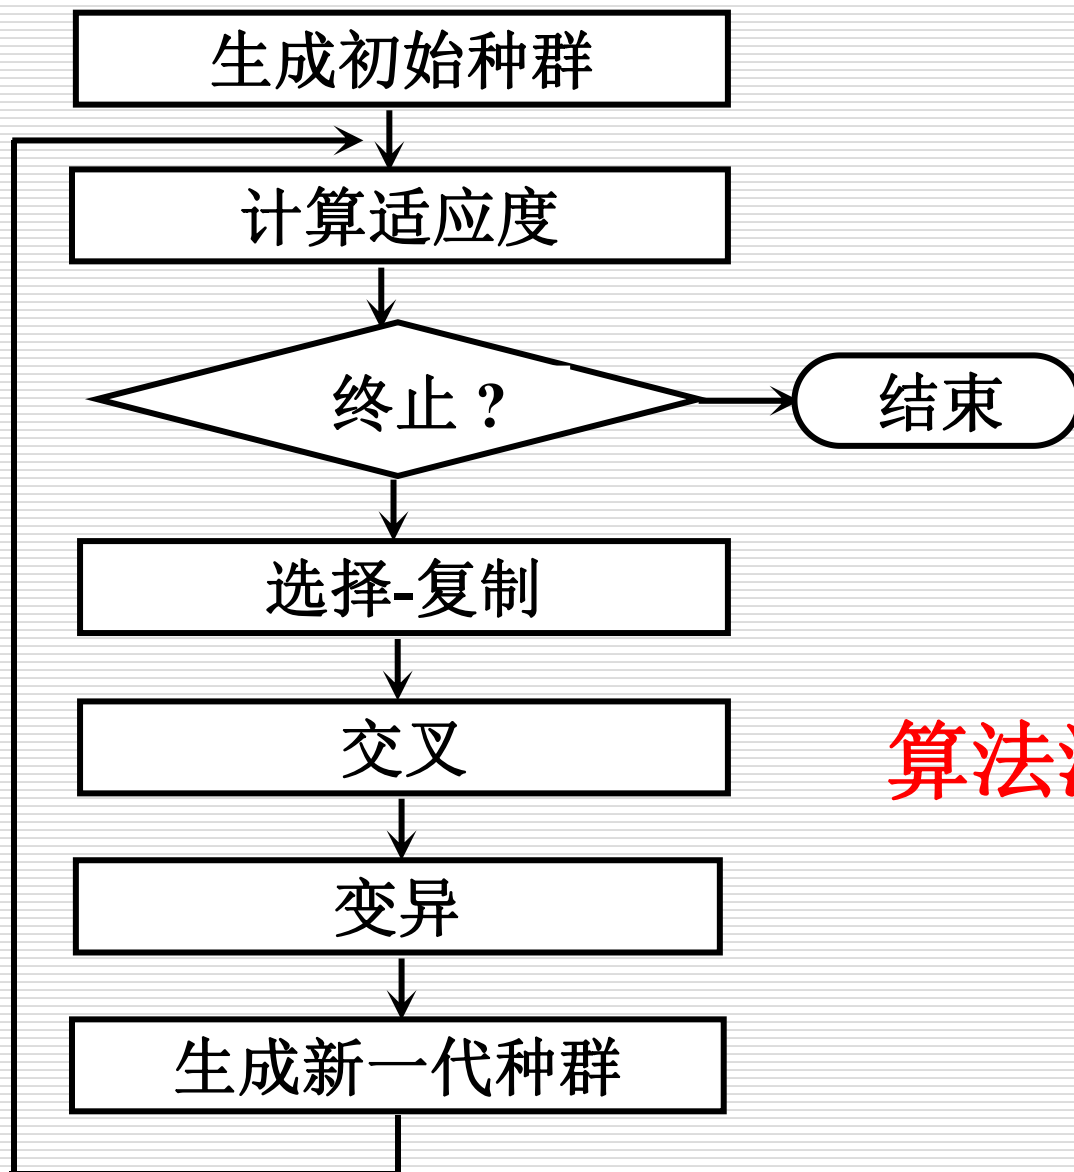 生成初始种群
计算适应度
终止？
结束
选择-复制
交叉
算法
变异
生成新一代种群